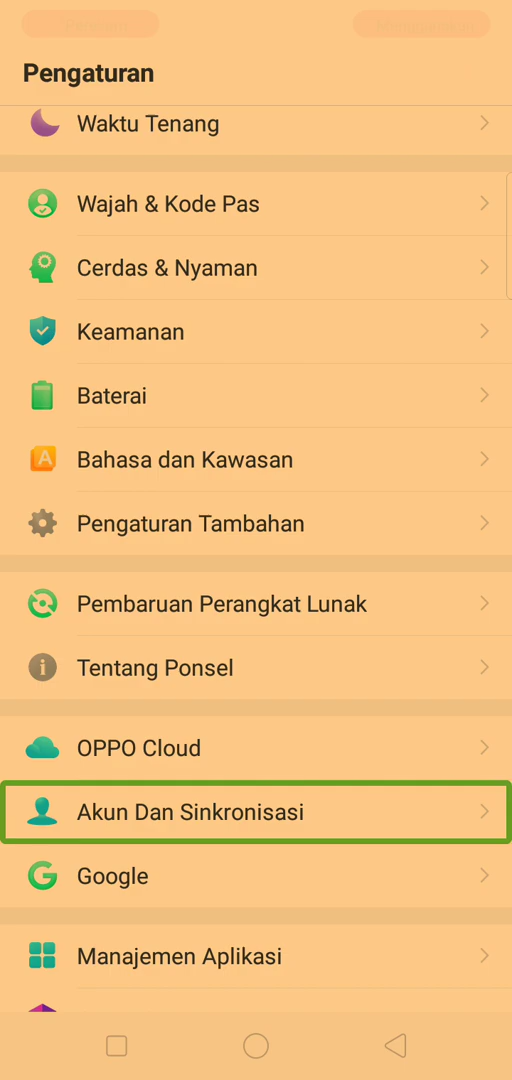 Pengaturan
Waktu Tenang
Wajah & Kode Pas
Cerdas & Nyaman
Keamanan
Baterai
Bahasa dan Kawasan
Pengaturan Tambahan
Pembaruan Perangkat Lunak
Tentang Ponsel
OPPO Cloud
Akun Dan Sinkronisasi
Google
Manajemen Aplikasi